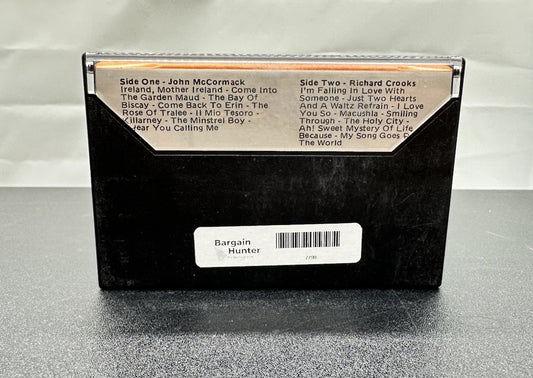 Side One - John McCormack
Ireland, Mother Ireland - Come Into
The Garden Maud - The Bay Of
Biscay - Come Back To Erin - The
Rose Of Tralee - Il Mio Tesoro -
Killarney - The Minstrel Boy -
Hear You Calling Me
Side Two - Richard Crooks
I'm Falling In Love With
Someone - Just Two Hearts
And A Waltz Refrain - I Love
You So - Macushla - Smiling
Through - The Holy City -
Ah! Sweet Mystery Of Life
Because - My Song Goes
The World
Bargain
Hunter